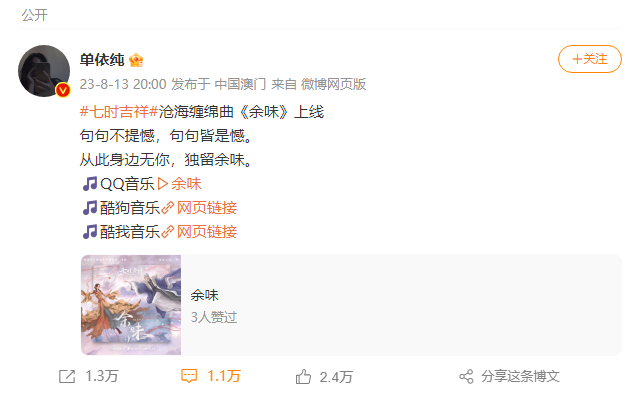 公开
单依纯
+关注
23-8-13 20:00 发布于 中国澳门 来自 微博网页版
#七时吉祥#沧海缠绵曲《余味》上线
句句不提憾，句句皆是憾。
从此身边无你，独留余味。
QQ音乐余味
酷狗音乐网页链接
酷我音乐网页链接
余味
余味
3人赞过
1.3万
1.1万
2.4万
分享这条博文